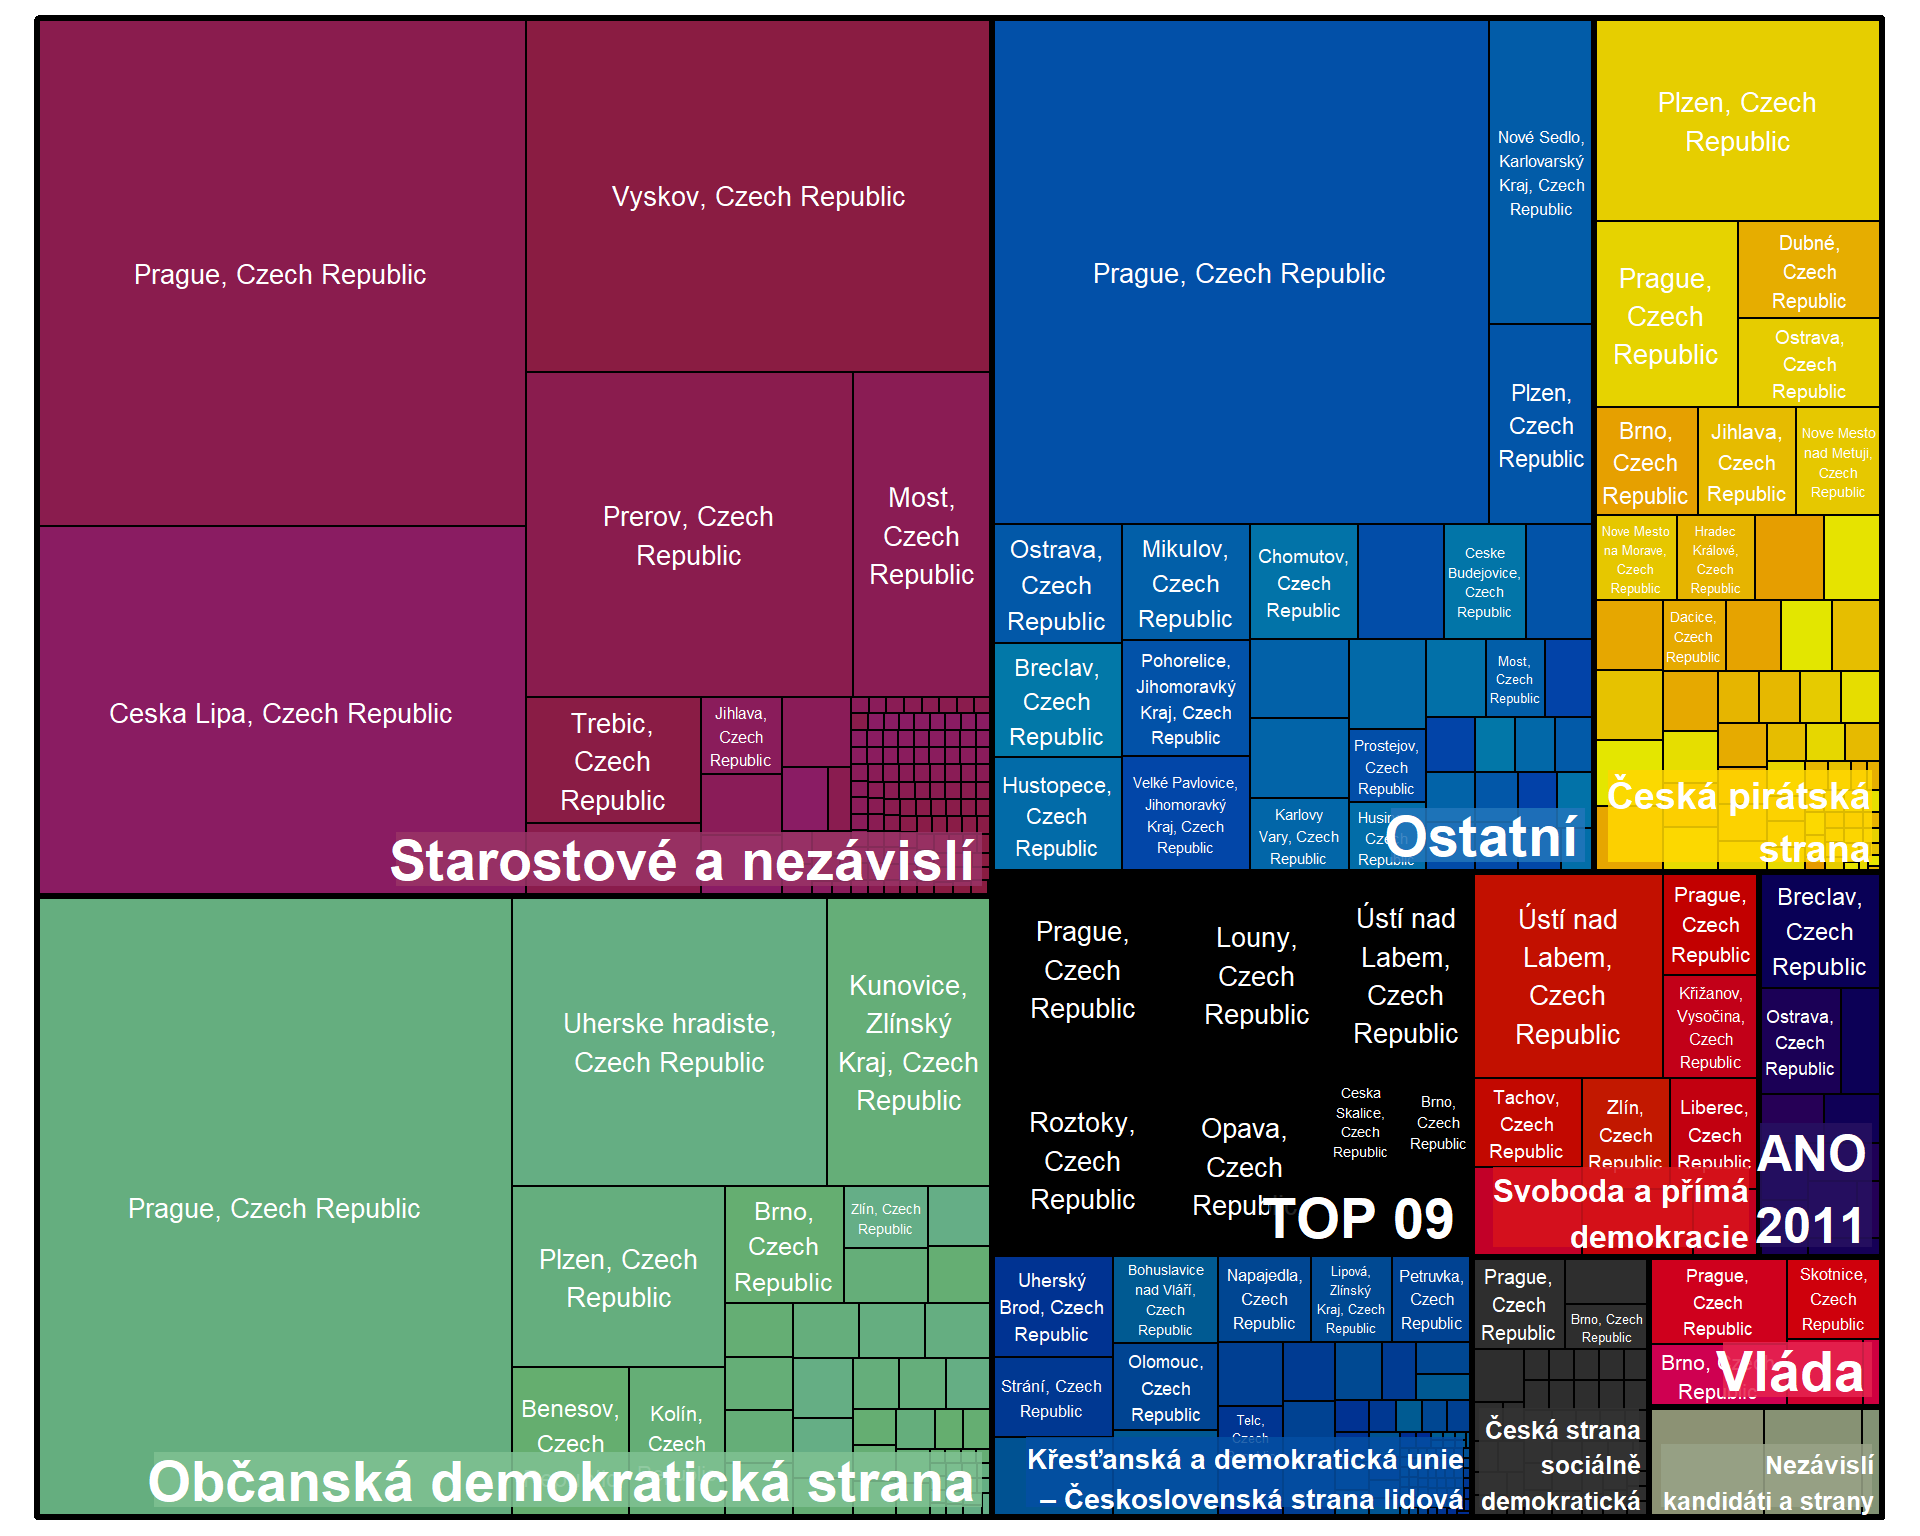 Prague, Czech Republic
Vyskov, Czech Republic
Ceska Lipa, Czech Republic
Prerov, Czech
Republic
Most,
Czech
Republic
Trebic,
Czech
Republic
Jihlava,
Czech
Republic
Starostové a nezávislí
Prague, Czech Republic
Nové Sedlo,
Karlovarský
Kraj, Czech
Republic
Plzen,
Czech
Republic
Ostrava,
Czech
Republic
Mikulov,
Czech
Republic
Chomutov,
Czech
Republic
Ceske
Budejovice,
Czech
Republic
Breclav,
Czech
Republic
Pohorelice,
Jihomoravký
Kraj, Czech
Republic
Most,
Czech
Republic
Hustopece,
Czech
Republic
Velké Pavlovice,
Jihomoravký
Kraj, Czech
Republic
Prostejov,
Czech
Republic
Karlovy
Vary, Czech
Republic
Czech
Republic
Ostatní
Plzen, Czech
Republic
Prague,
Czech
Republic
Dubné,
Czech
Republic
Ostrava,
Czech
Republic
Brno,
Czech
Republic
Jihlava,
Czech
Republic
Nove Mesto
nad Metuji,
Czech
Republic
Nove Mesto
na Morave,
Czech
Republic
Hradec
Králové,
Czech
Republic
Dacice,
Czech
Republic
Česká pirátská
strana
Prague, Czech Republic
Uherske hradiste,
Czech Republic
Kunovice,
Zlínský
Kraj, Czech
Republic
Plzen, Czech
Republic
Brno,
Czech
Republic
Zlín, Czech
Republic
Benesov,
Czech
Kolín,
Czech
Občanská demokratická strana
Prague,
Czech
Republic
Louny,
Czech
Republic
Ústí nad
Labem,
Czech
Republic
Roztoky,
Czech
Republic
Opava,
Czech
Republic
Ceska
Skalice,
Czech
Republic
Brno,
Czech
Republic
TOP 09
Ústí nad
Labem,
Czech
Republic
Prague,
Czech
Republic
Křižanov,
Vysočina,
Czech
Republic
Tachov,
Czech
Republic
Zlín,
Czech
Republic
Liberec,
Czech
Republic
Svoboda a přímá
demokracie
Breclav,
Czech
Republic
Ostrava,
Czech
Republic
ANO
2011
Uherský
Brod, Czech
Republic
Bohuslavice
nad Vláří,
Czech
Republic
Napajedla,
Czech
Republic
Lipová,
Zlínský
Kraj, Czech
Republic
Petruvka,
Czech
Republic
Strání, Czech
Republic
Olomouc,
Czech
Republic
Telc,
Czech
Křesťanská a demokratická unie
– Československá strana lidová
Prague,
Czech
Republic
Brno, Czech
Republic
Česká strana
sociálně
demokratická
Prague,
Czech
Republic
Skotnice,
Czech
Republic
Brno, Czech
Republic
Vláda
Nezávislí
kandidáti a strany